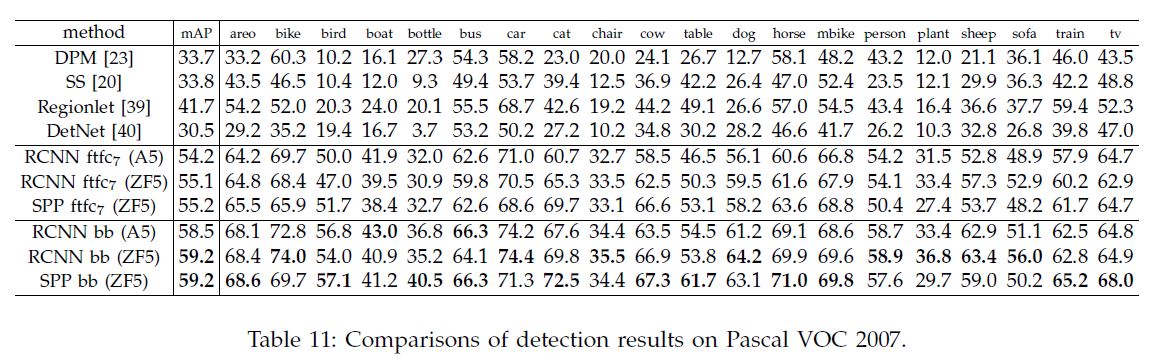 method mAP areo bike bird boat bottle bus car cat chair cow table dog horse mbike person plant sheep sofa train tv
DPM [23] 33.7 33.2 60.3 10.2 16.1 27.3 54.3 58.2 23.0 20.0 24.1 26.7 12.7 58.1 48.2 43.2 12.0 21.1 36.1 46.0 43.5
SS [20] 33.8 43.5 46.5 10.4 12.0 9.3 49.4 53.7 39.4 12.5 36.9 42.2 26.4 47.0 52.4 23.5 12.1 29.9 36.3 42.2 48.8
Regionlet [39] 41.7 54.2 52.0 20.3 24.0 20.1 55.5 68.7 42.6 19.2 44.2 49.1 26.6 57.0 54.5 43.4 16.4 36.6 37.7 59.4 52.3
DetNet [40] 30.5 29.2 35.2 19.4 16.7 3.7 53.2 50.2 27.2 10.2 34.8 30.2 28.2 46.6 41.7 26.2 10.3 32.8 26.8 39.8 47.0
RCNN ftfc₇ (A5) 54.2 64.2 69.7 50.0 41.9 32.0 62.6 71.0 60.7 32.7 58.5 46.5 56.1 60.6 66.8 54.2 31.5 52.8 48.9 57.9 64.7
RCNN ftfc₇ (ZF5) 55.1 64.8 68.4 47.0 39.5 30.9 59.8 70.5 65.3 33.5 62.5 50.3 59.5 61.6 67.9 54.1 33.4 57.3 52.9 60.2 62.9
SPP ftfc₇ (ZF5) 55.2 65.5 65.9 51.7 38.4 32.7 62.6 68.6 69.7 33.1 66.6 53.1 58.2 63.6 68.8 50.4 27.4 53.7 48.2 61.7 64.7
RCNN bb (A5) 58.5 68.1 72.8 56.8 43.0 36.8 66.3 74.2 67.6 34.4 63.5 54.5 61.2 69.1 68.6 58.7 33.4 62.9 51.1 62.5 64.8
RCNN bb (ZF5) 59.2 68.4 74.0 54.0 40.9 35.2 64.1 74.4 69.8 35.5 66.9 53.8 64.2 69.9 69.6 58.9 36.8 63.4 56.0 62.8 64.9
SPP bb (ZF5) 59.2 68.6 69.7 57.1 41.2 40.5 66.3 71.3 72.5 34.4 67.3 61.7 63.1 71.0 69.8 57.6 29.7 59.0 50.2 65.2 68.0
Table 11: Comparisons of detection results on Pascal VOC 2007.